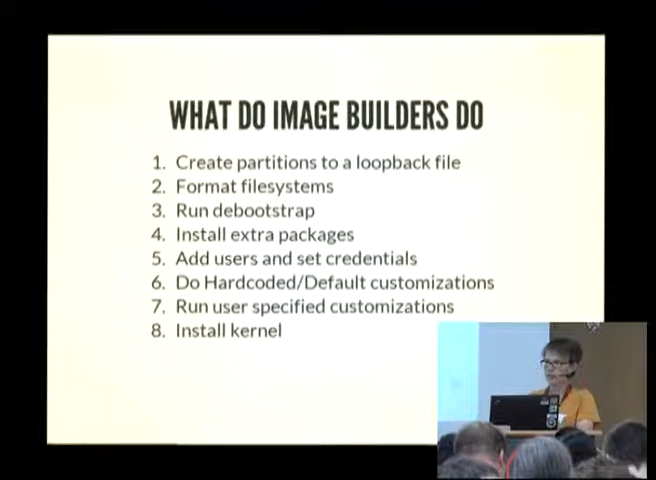 WHAT DO IMAGE BUILDERS DO
1. Create partitions to a loopback file
2. Format filesystems
3. Run debootstrap
4. Install extra packages
5. Add users and set credentials
6. Do Hardcoded/Default customizations
7. Run user specified customizations
8. Install kernel